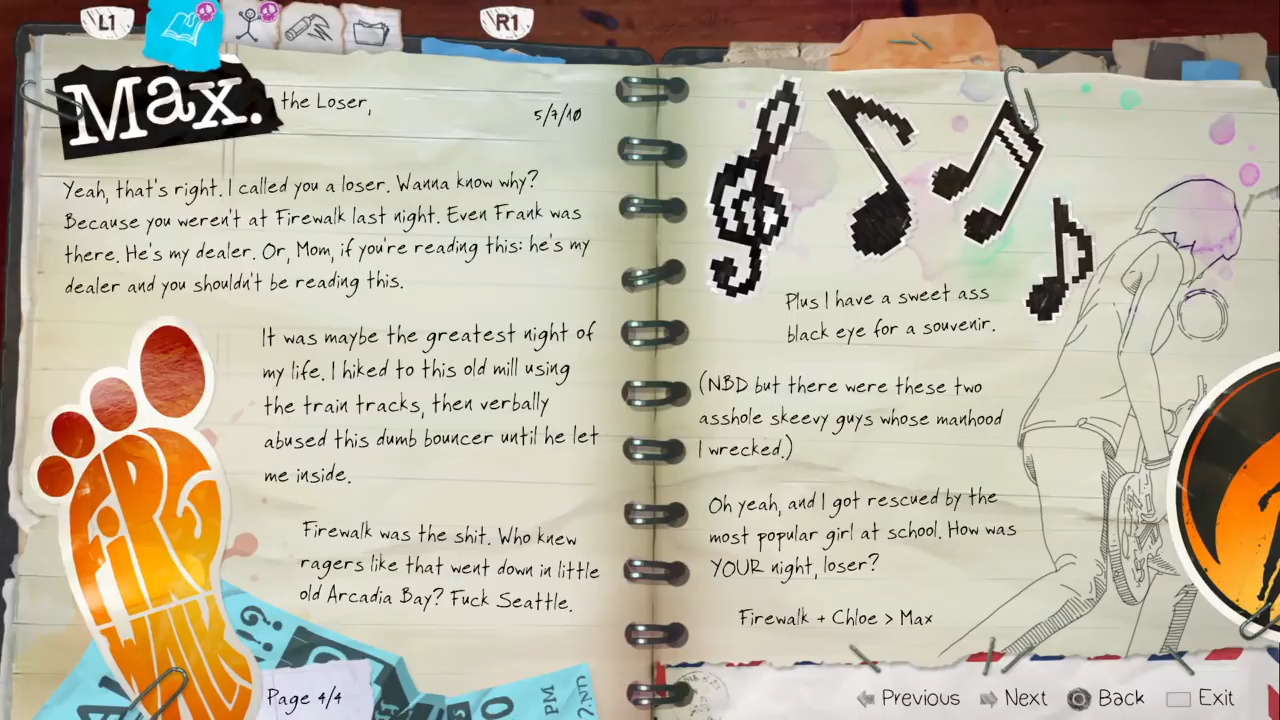 L1
R1
Max. the Loser,
5/7/10
Yeah, that's right. I called you a loser. Wanna know why?
Because you weren't at Firewalk last night. Even Frank was
there. He's my dealer. Or, Mom, if you're reading this: he's my
dealer and you shouldn't be reading this.
It was maybe the greatest night of
my life. I hiked to this old mill using
the train tracks, then verbally
abused this dumb bouncer until he let
me inside.
Firewalk was the shit. Who knew
ragers like that went down in little
old Arcadia Bay? Fuck Seattle.
FIRE
WALK
PM
Page 4/4
Plus I have a sweet ass
black eye for a souvenir.
(NBD but there were these two
asshole skeevy guys whose manhood
I wrecked.)
Oh yeah, and I got rescued by the
most popular girl at school. How was
YOUR night, loser?
Firewalk + Chloe > Max
Previous Next Back Exit